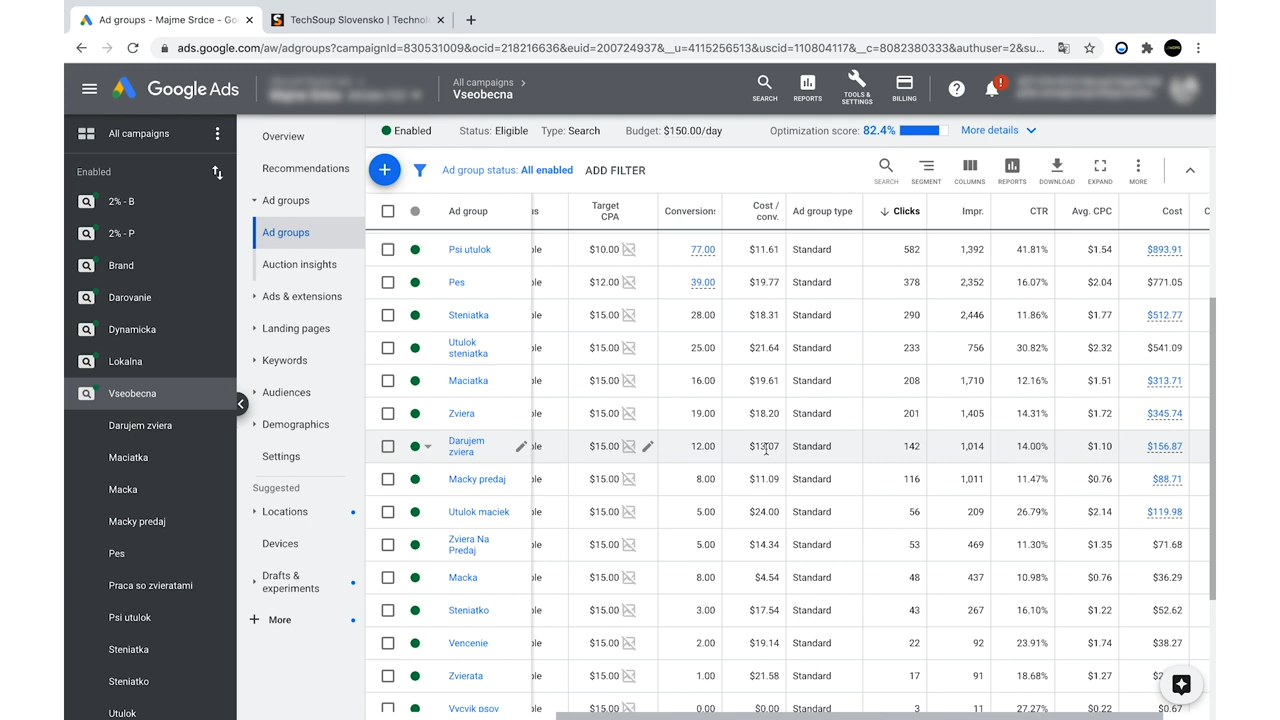 Ad groups - Majme Srdce - Go
TechSoup Slovensko | Technol
ads.google.com/aw/adgroups?campaignId=830531009&ocid=218216636&euid=200724937&__u=4115256513&uscid=110804117&__c=8082380333&authuser=2&su...
Google Ads
All campaigns
Vseobecna
SEARCH
REPORTS
TOOLS & SETTINGS
BILLING
All campaigns
Enabled
2% - B
2% - P
Brand
Darovanie
Dynamicka
Lokalna
Vseobecna
Darujem zviera
Maciatka
Macka
Macky predaj
Pes
Praca so zvieratami
Psi utulok
Steniatka
Steniatko
Utulok
Overview
Recommendations
Ad groups
Ad groups
Auction insights
Ads & extensions
Landing pages
Keywords
Audiences
Demographics
Settings
Suggested
Locations
Devices
Drafts & experiments
More
Enabled Status: Eligible Type: Search Budget: $150.00/day Optimization score: 82.4% More details
Ad group status: All enabled ADD FILTER
SEARCH SEGMENT COLUMNS REPORTS DOWNLOAD EXPAND MORE
Ad group Target CPA Conversions Cost / conv. Ad group type Clicks Impr. CTR Avg. CPC Cost
Psi utulok ble $10.00 77.00 $11.61 Standard 582 1,392 41.81% $1.54 $893.91
Pes ble $12.00 39.00 $19.77 Standard 378 2,352 16.07% $2.04 $771.05
Steniatka ble $15.00 28.00 $18.31 Standard 290 2,446 11.86% $1.77 $512.77
Utulok steniatka ble $15.00 25.00 $21.64 Standard 233 756 30.82% $2.32 $541.09
Maciatka ble $15.00 16.00 $19.61 Standard 208 1,710 12.16% $1.51 $313.71
Zviera ble $15.00 19.00 $18.20 Standard 201 1,405 14.31% $1.72 $345.74
Darujem zviera ble $15.00 12.00 $13.07 Standard 142 1,014 14.00% $1.10 $156.87
Macky predaj ble $15.00 8.00 $11.09 Standard 116 1,011 11.47% $0.76 $88.71
Utulok maciek ble $15.00 5.00 $24.00 Standard 56 209 26.79% $2.14 $119.98
Zviera Na Predaj ble $15.00 5.00 $14.34 Standard 53 469 11.30% $1.35 $71.68
Macka ble $15.00 8.00 $4.54 Standard 48 437 10.98% $0.76 $36.29
Steniatko ble $15.00 3.00 $17.54 Standard 43 267 16.10% $1.22 $52.62
Vencenie ble $15.00 2.00 $19.14 Standard 22 92 23.91% $1.74 $38.27
Zvierata ble $15.00 1.00 $21.58 Standard 17 91 18.68% $1.27
Vycvik psov ble $15.00 0.00 $0.00 Standard 3 11 27.27% $0.22 $0.67